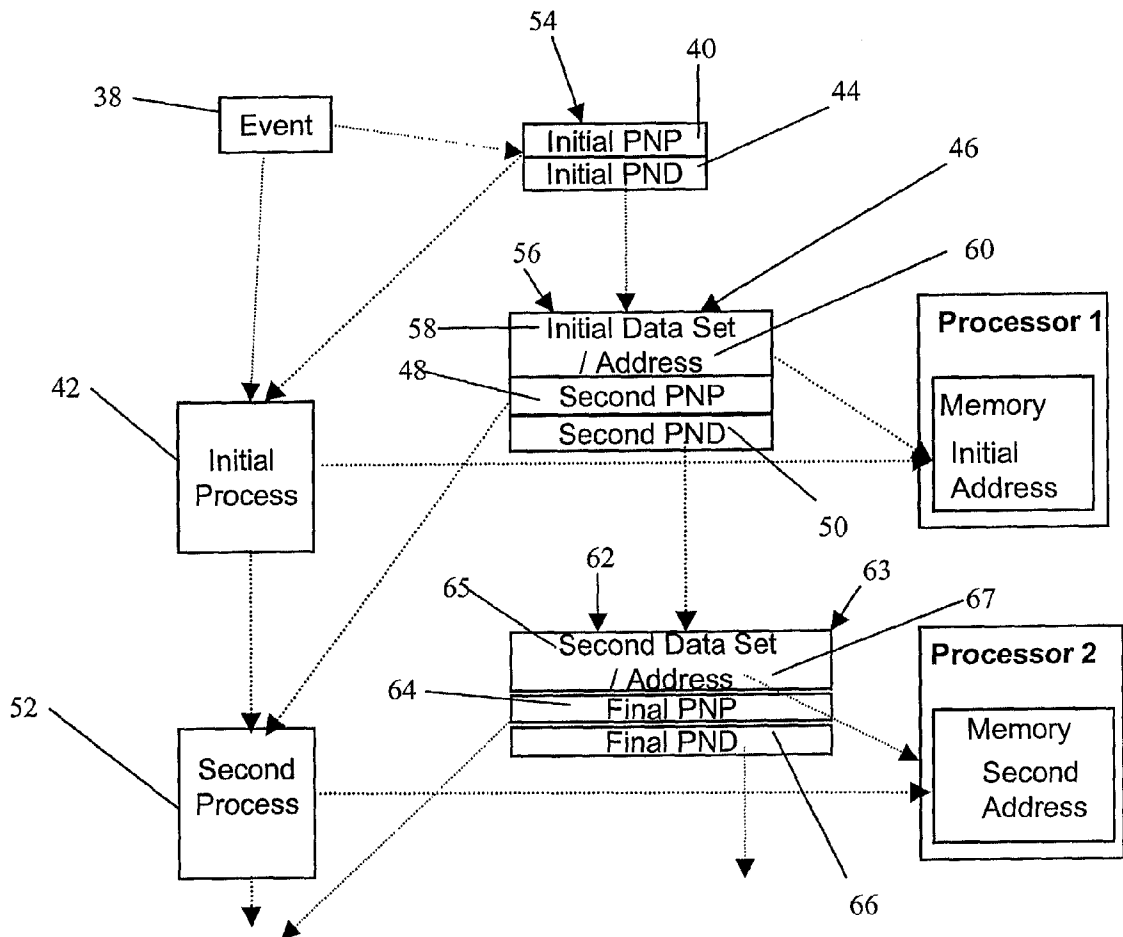 54
40
38
44
Event
Initial PNP
Initial PND
46
56
60
58
Initial Data Set
/ Address
Processor 1
42
48
Second PNP
Memory
Second PND
Initial
Process
Initial
Address
50
62
63
65
67
Second Data Set
/ Address
Processor 2
64
52
Final PNP
Final PND
Memory
Second
Process
Second
Address
66